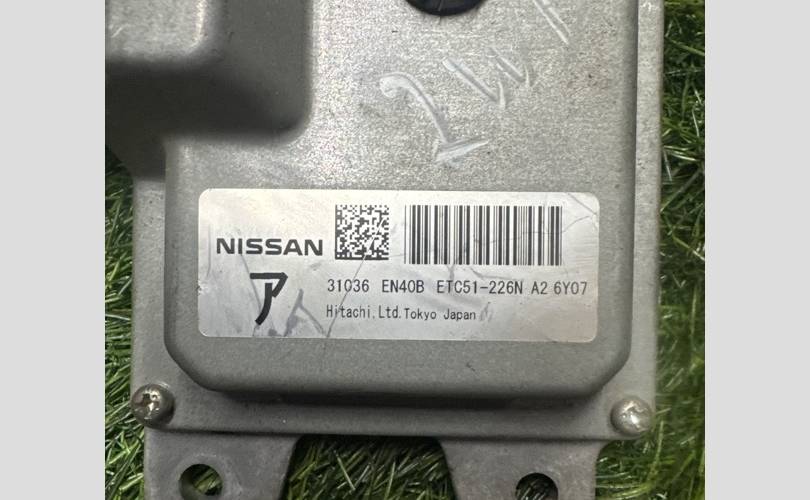 NISSAN
ア
31036 EN40B ETC51-226N A2 6Y07
Hitachi,Ltd.Tokyo Japan